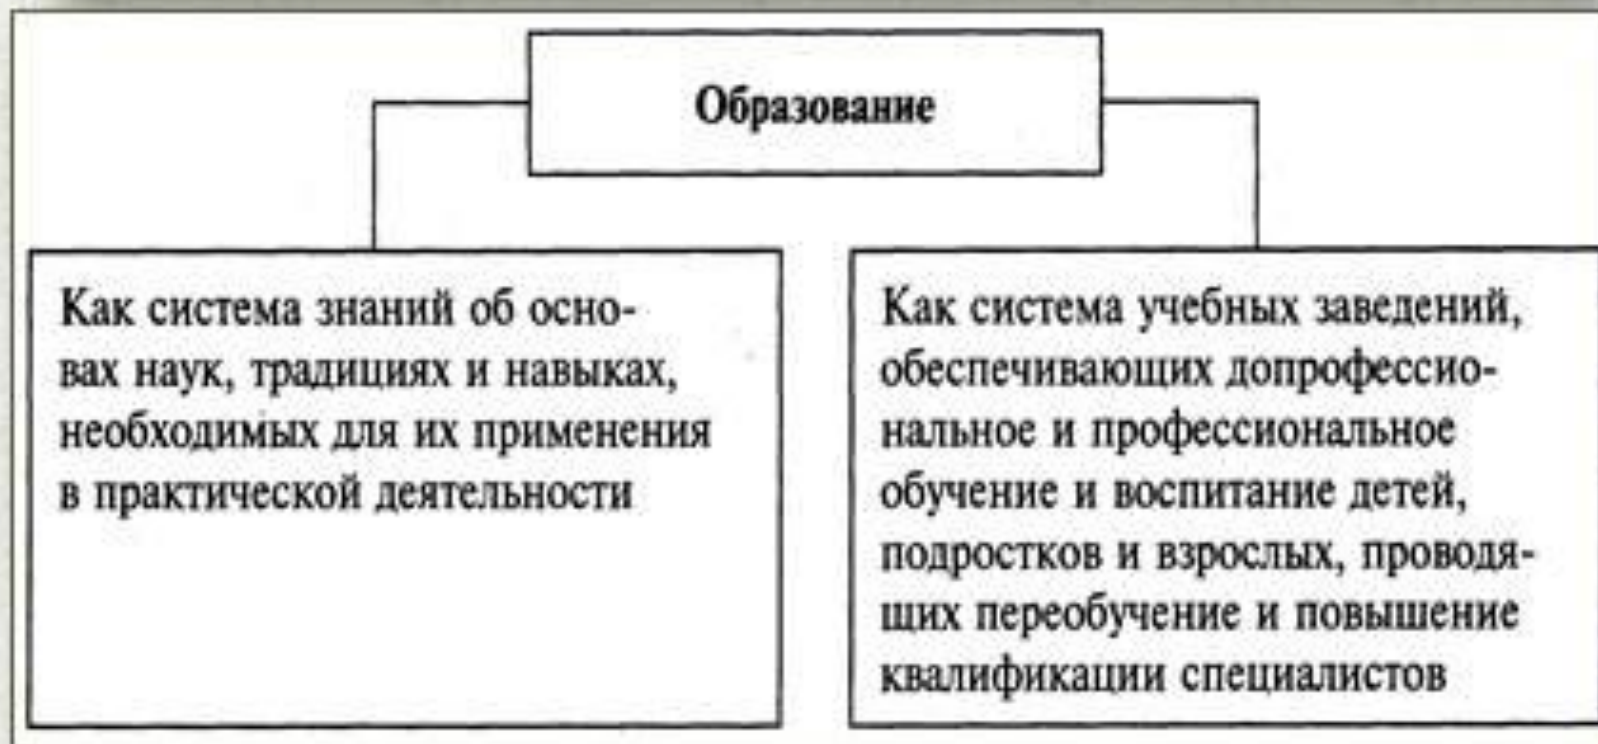 Образование
Как система знаний об осно-
вах наук, традициях и навыках,
необходимых для их применения
в практической деятельности
Как система учебных заведений,
обеспечивающих допрофессио-
нальное и профессиональное
обучение и воспитание детей,
подростков и взрослых, проводя-
щих переобучение и повышение
квалификации специалистов